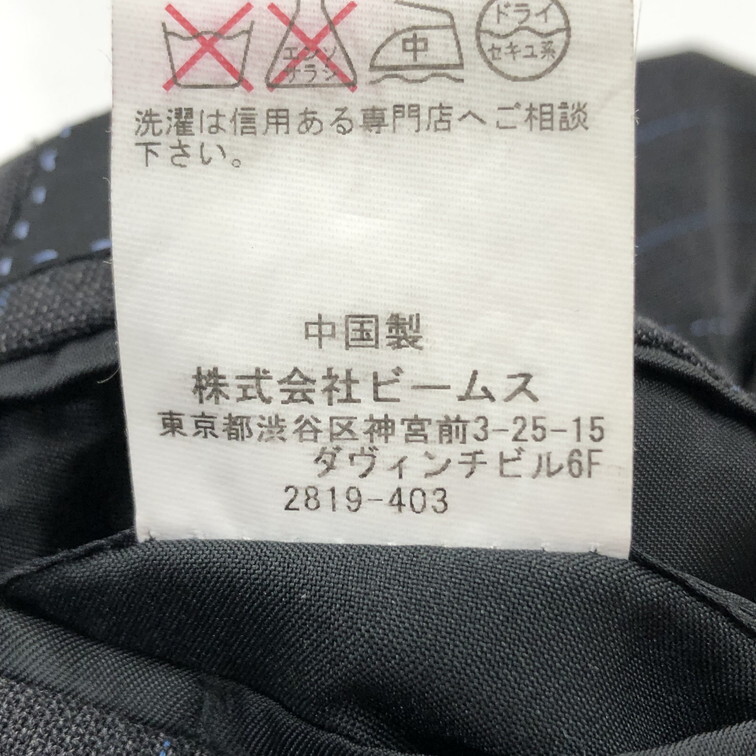 エンソ サラシ 中 ドライ セキユ系
洗濯は信用ある専門店へご相談
下さい。
中国製
株式会社ビームス
東京都渋谷区神宮前3-25-15
ダヴィンチビル6F
2819-403